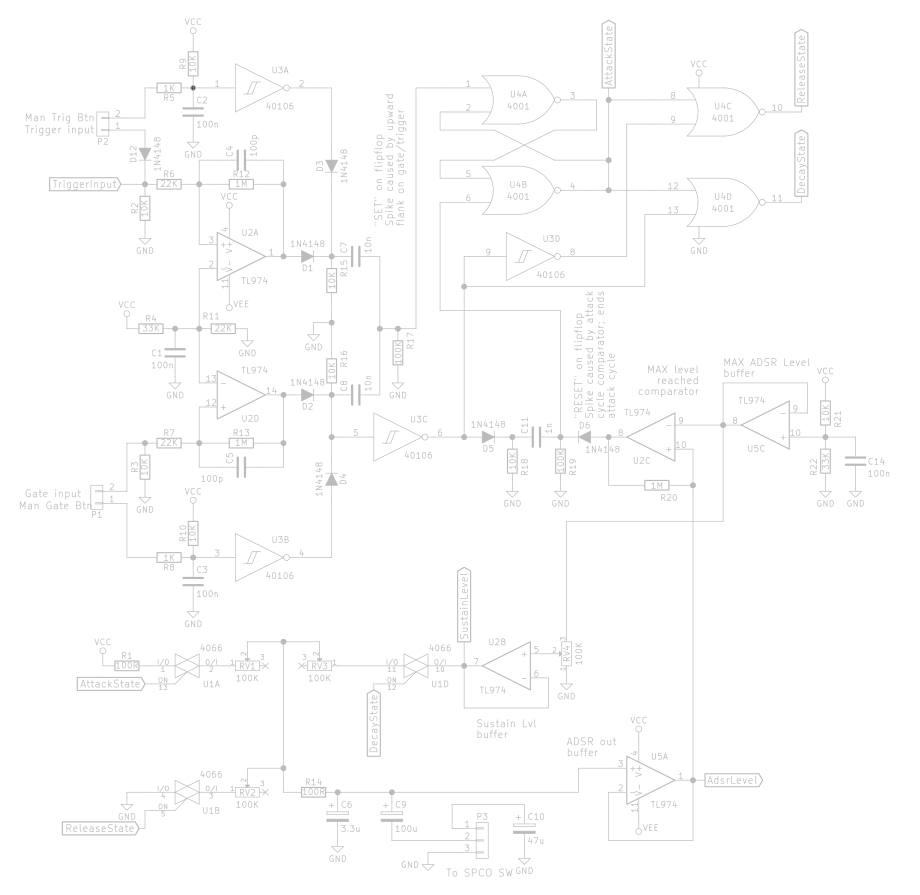 VCC
R9
10K
R5
1K
1
U3A
2
40106
C2
100n
GND
Man Trig Btn
Trigger input
2
1
P2
D12
1N4148
TriggerInput
R6
22K
R2
10K
GND
C4
100p
R12
1M
VCC
U2A
4
V+
3
2
1
V-
11
TL974
VEE
D3
1N4148
1N4148
D1
C7
10n
R15
10K
GND
"SET" on flipflop
Spike caused by upward
flank on gate/trigger
VCC
R4
33K
R11
22K
GND
C1
100n
GND
TL974
13
12
14
U2D
1N4148
D2
R16
10K
C8
10n
R17
100K
GND
R7
22K
R3
10K
GND
R13
1M
C5
100p
Gate input
Man Gate Btn
2
1
P1
VCC
R10
10K
R8
1K
3
U3B
4
40106
C3
100n
GND
D4
1N4148
5
U3C
6
40106
1
2
U4A
4001
3
5
6
U4B
4001
4
AttackState
VCC
8
9
U4C
4001
10
ReleaseState
GND
12
13
U4D
4001
11
DecayState
9
U3D
8
40106
"RESET" on flipflop
Spike caused by attack
cycle comparator; ends
attack cycle
1N4148
D5
R18
10K
GND
C11
1n
R19
100K
GND
D6
1N4148
MAX level
reached
comparator
TL974
8
9
10
U2C
1M
R20
MAX ADSR Level
buffer
TL974
8
9
10
U5C
VCC
R21
10K
R22
33K
GND
C14
100n
GND
VCC
R1
100K
I/O
1
4066
O/I
2
ON
13
U1A
AttackState
1
2
3
RV1
100K
3
2
1
RV3
100K
I/O
11
4066
O/I
10
ON
12
U1D
DecayState
SustainLevel
7
U2B
5
6
TL974
Sustain Lvl
buffer
3
2
1
RV4
100K
GND
GND
I/O
4
4066
O/I
3
ON
5
U1B
ReleaseState
1
2
3
RV2
100K
R14
100K
C6
3.3u
GND
C9
100u
GND
P3
1
2
3
To SPCO SW
C10
47u
GND
ADSR out
buffer
VCC
U5A
4
V+
3
2
1
V-
11
TL974
VEE
AdsrLevel